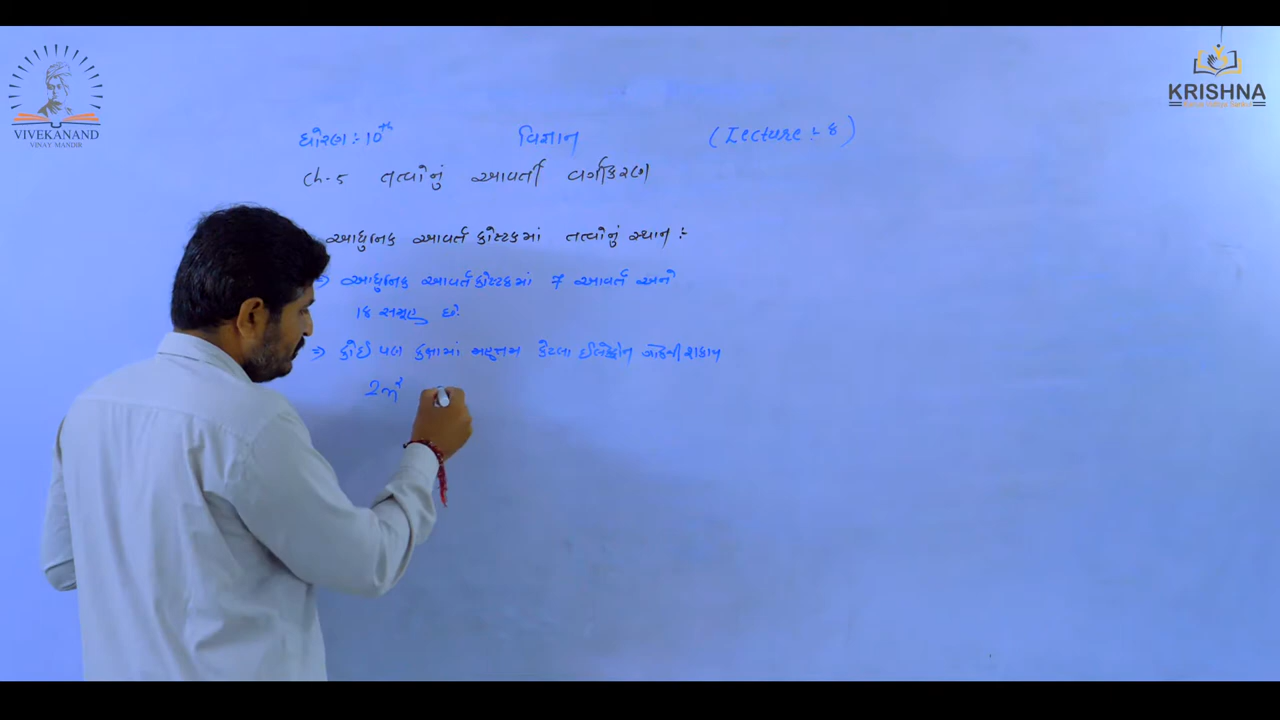 VIVEKANAND
VINAY MANDIR
KRISHNA
ધોરણ :- 10th વિજ્ઞાન (Lecture :- ૪)
Ch-5 તત્વોનું આવર્તી વર્ગીકરણ
આધુનિક આવર્ત કોષ્ટકમાં તત્વોનું સ્થાન :-
⇒ આધુનિક આવર્ત કોષ્ટકમાં 7 આવર્ત અને
18 સમૂહ છે.
⇒ કોઈ પણ કક્ષામાં મહત્તમ કેટલા ઈલેક્ટ્રોન ગોઠવી શકાય
2n²